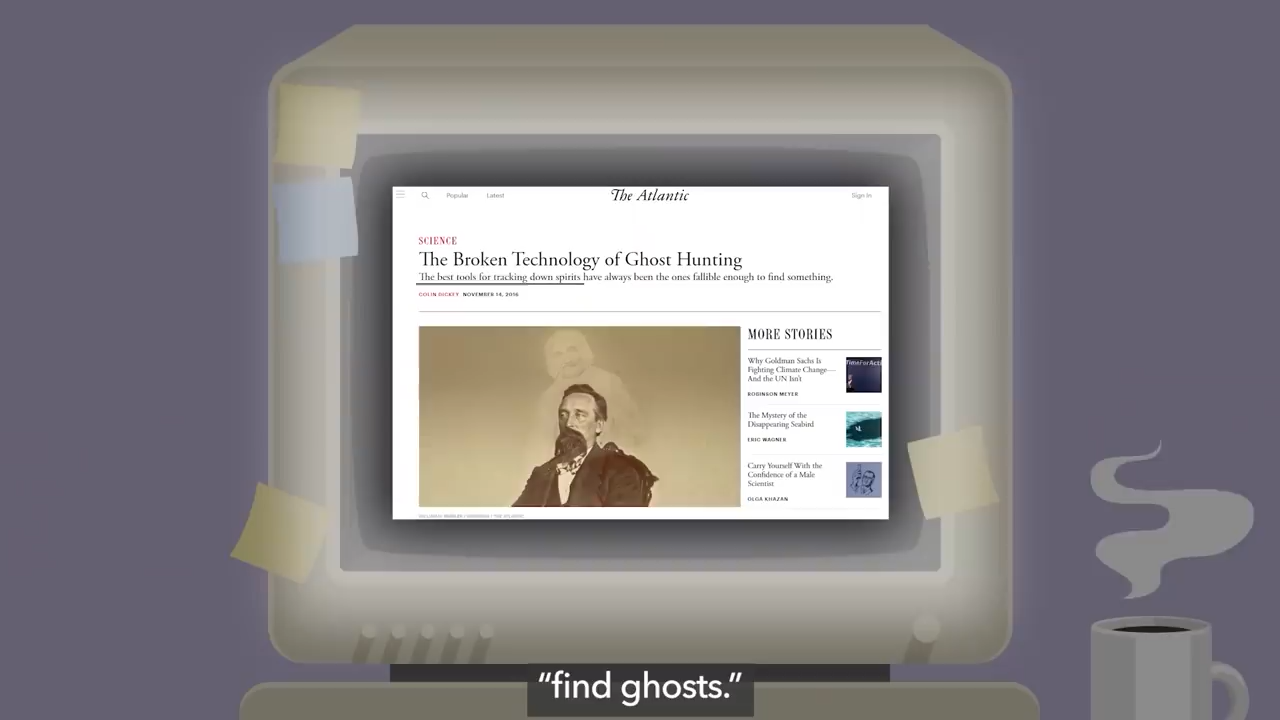 Popular Latest The Atlantic Sign In
SCIENCE
The Broken Technology of Ghost Hunting
The best tools for tracking down spirits have always been the ones fallible enough to find something.
COLIN DICKEY NOVEMBER 14, 2016
MORE STORIES
Why Goldman Sachs Is
Fighting Climate Change—
And the UN Isn't
ROBINSON MEYER
The Mystery of the
Disappearing Seabird
ERIC WAGNER
Carry Yourself With the
Confidence of a Male
Scientist
OLGA KHAZAN
“find ghosts.”